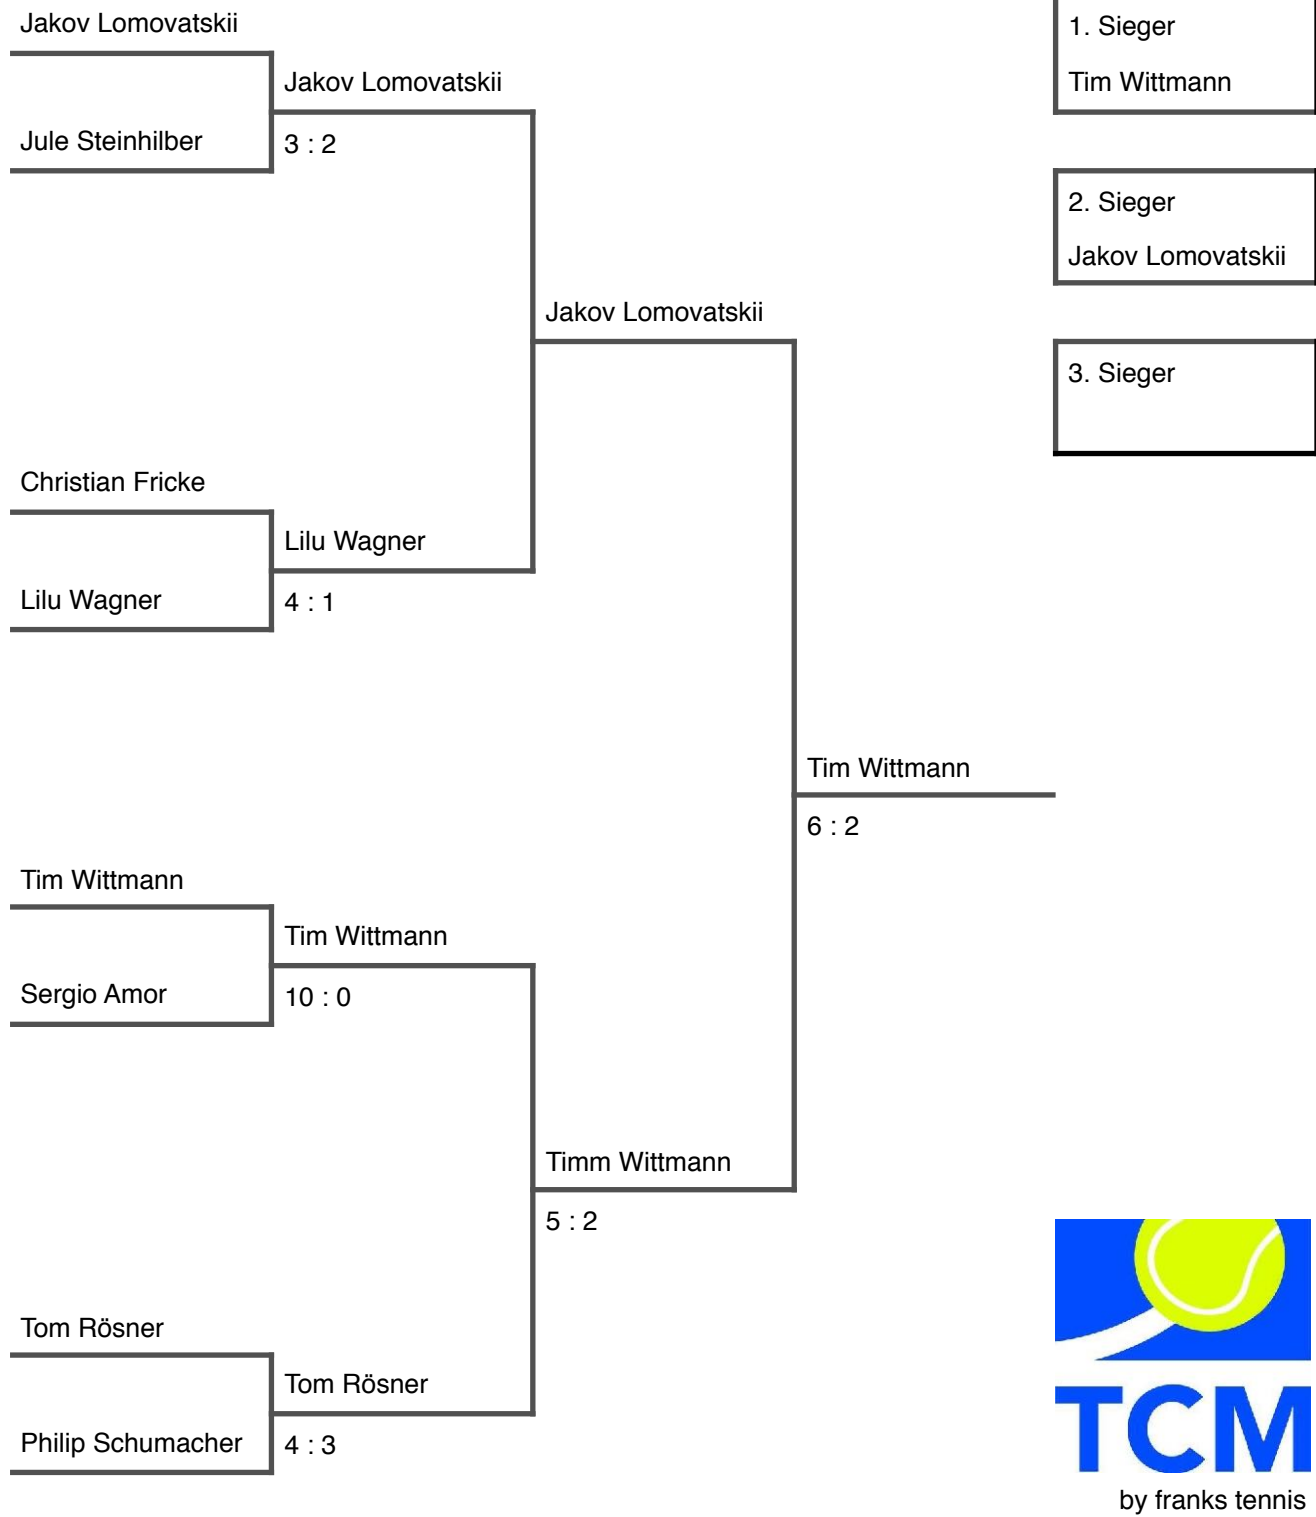 Jakov Lomovatskii
1. Sieger
Jakov Lomovatskii
Tim Wittmann
Jule Steinhilber
3 : 2
2. Sieger
Jakov Lomovatskii
Jakov Lomovatskii
3. Sieger
Christian Fricke
Lilu Wagner
Lilu Wagner
4 : 1
Tim Wittmann
6 : 2
Tim Wittmann
Tim Wittmann
Sergio Amor
10 : 0
Timm Wittmann
5 : 2
Tom Rösner
Tom Rösner
Philip Schumacher
4 : 3
TCM
by franks tennis